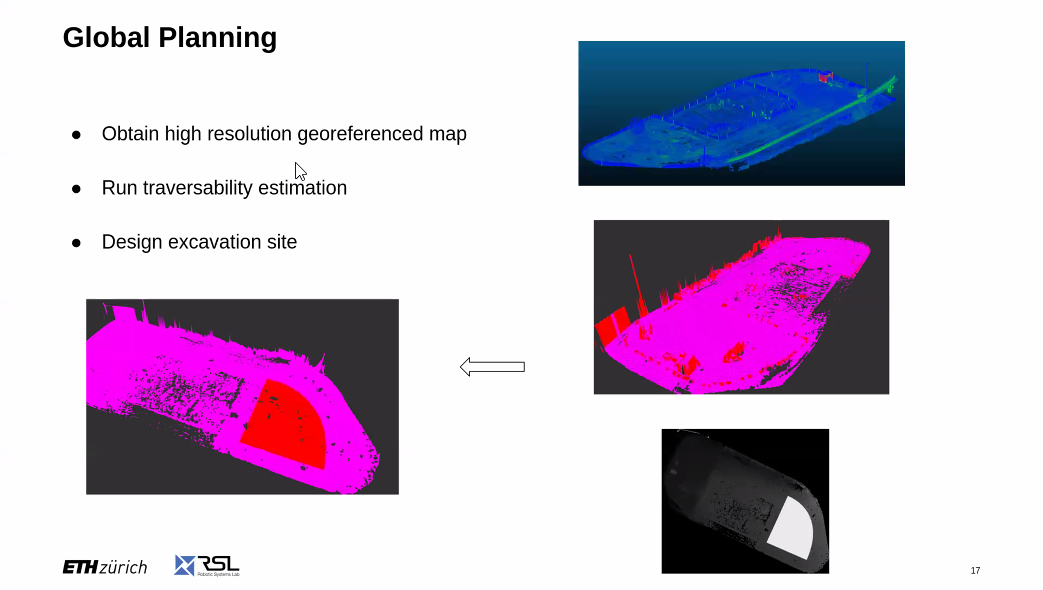 Global Planning
● Obtain high resolution georeferenced map
● Run traversability estimation
● Design excavation site
ETH zürich
RSL
Robotic Systems Lab
17